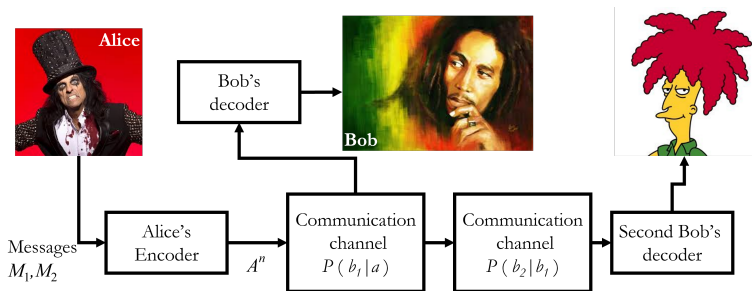 Alice
Bob's
decoder
Bob
Messages
M₁, M₂
Alice's
Encoder
Aⁿ
Communication
channel
P ( b₁ | a )
Communication
channel
P ( b₂ | b₁ )
Second Bob's
decoder